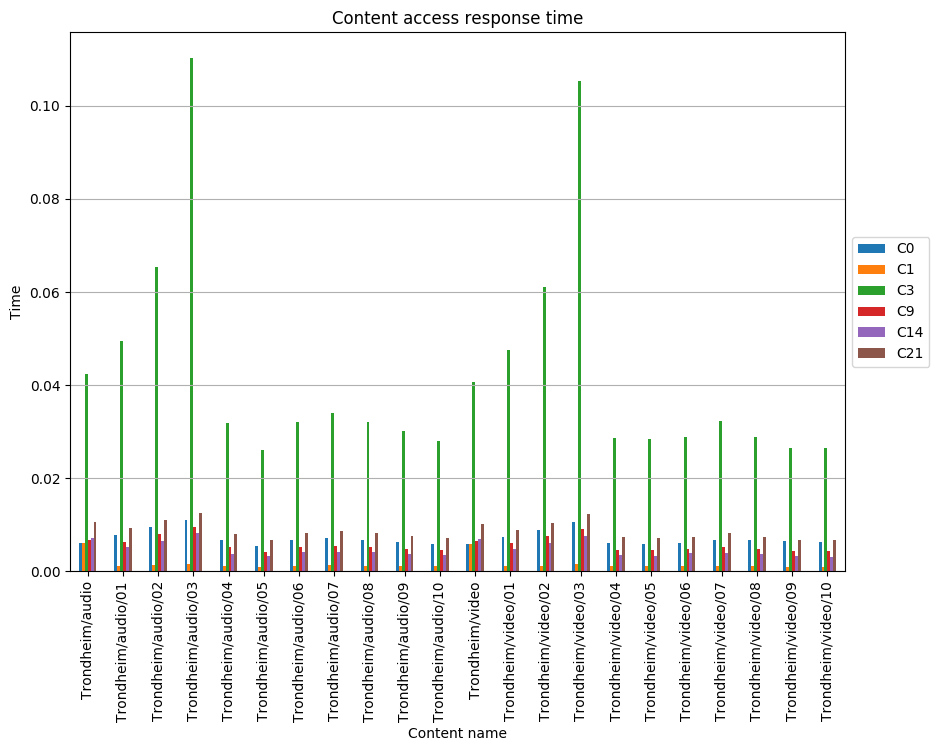 Content access response time
0.10
0.08
0.06
0.04
0.02
0.00
Time
C0
C1
C3
C9
C14
C21
Trondheim/audio
Trondheim/audio/01
Trondheim/audio/02
Trondheim/audio/03
Trondheim/audio/04
Trondheim/audio/05
Trondheim/audio/06
Trondheim/audio/07
Trondheim/audio/08
Trondheim/audio/09
Trondheim/audio/10
Trondheim/video
Trondheim/video/01
Trondheim/video/02
Trondheim/video/03
Trondheim/video/04
Trondheim/video/05
Trondheim/video/06
Trondheim/video/07
Trondheim/video/08
Trondheim/video/09
Trondheim/video/10
Content name